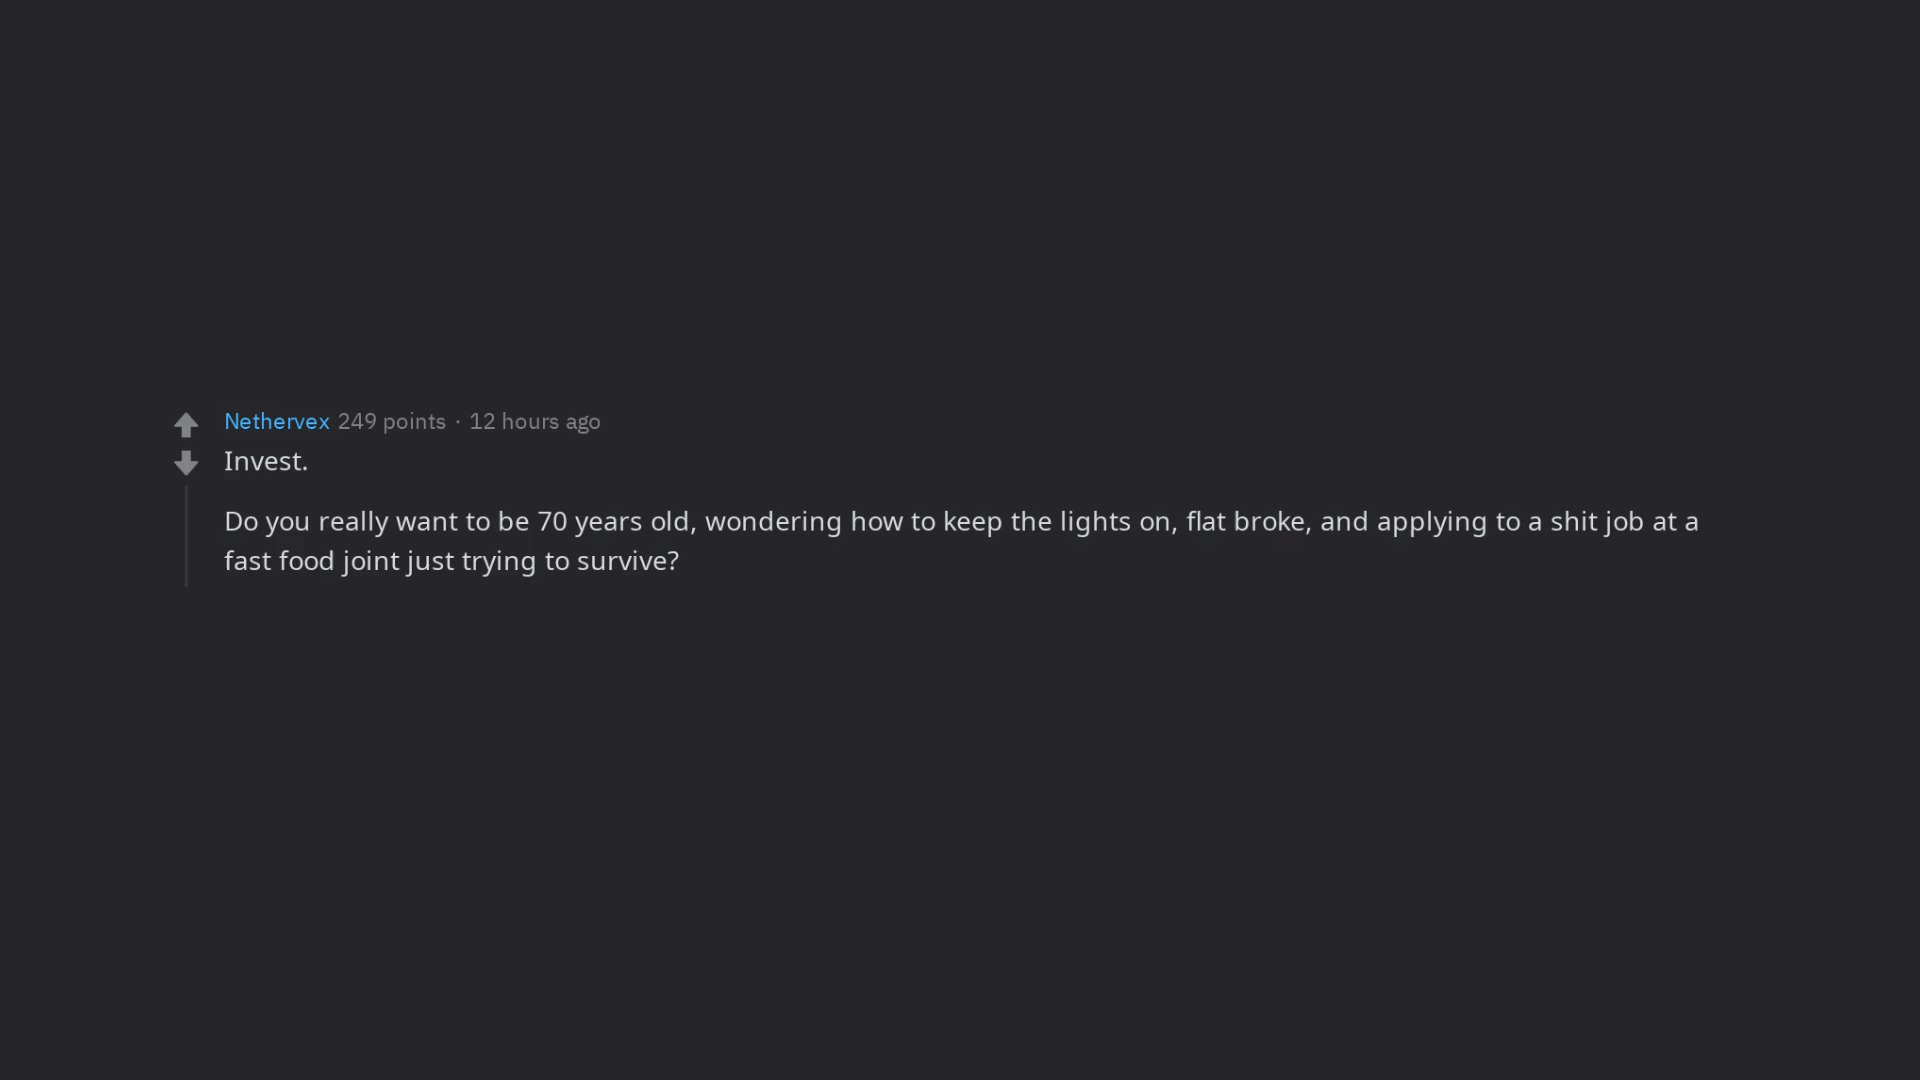 Nethervex 249 points · 12 hours ago
Invest.
Do you really want to be 70 years old, wondering how to keep the lights on, flat broke, and applying to a shit job at a
fast food joint just trying to survive?